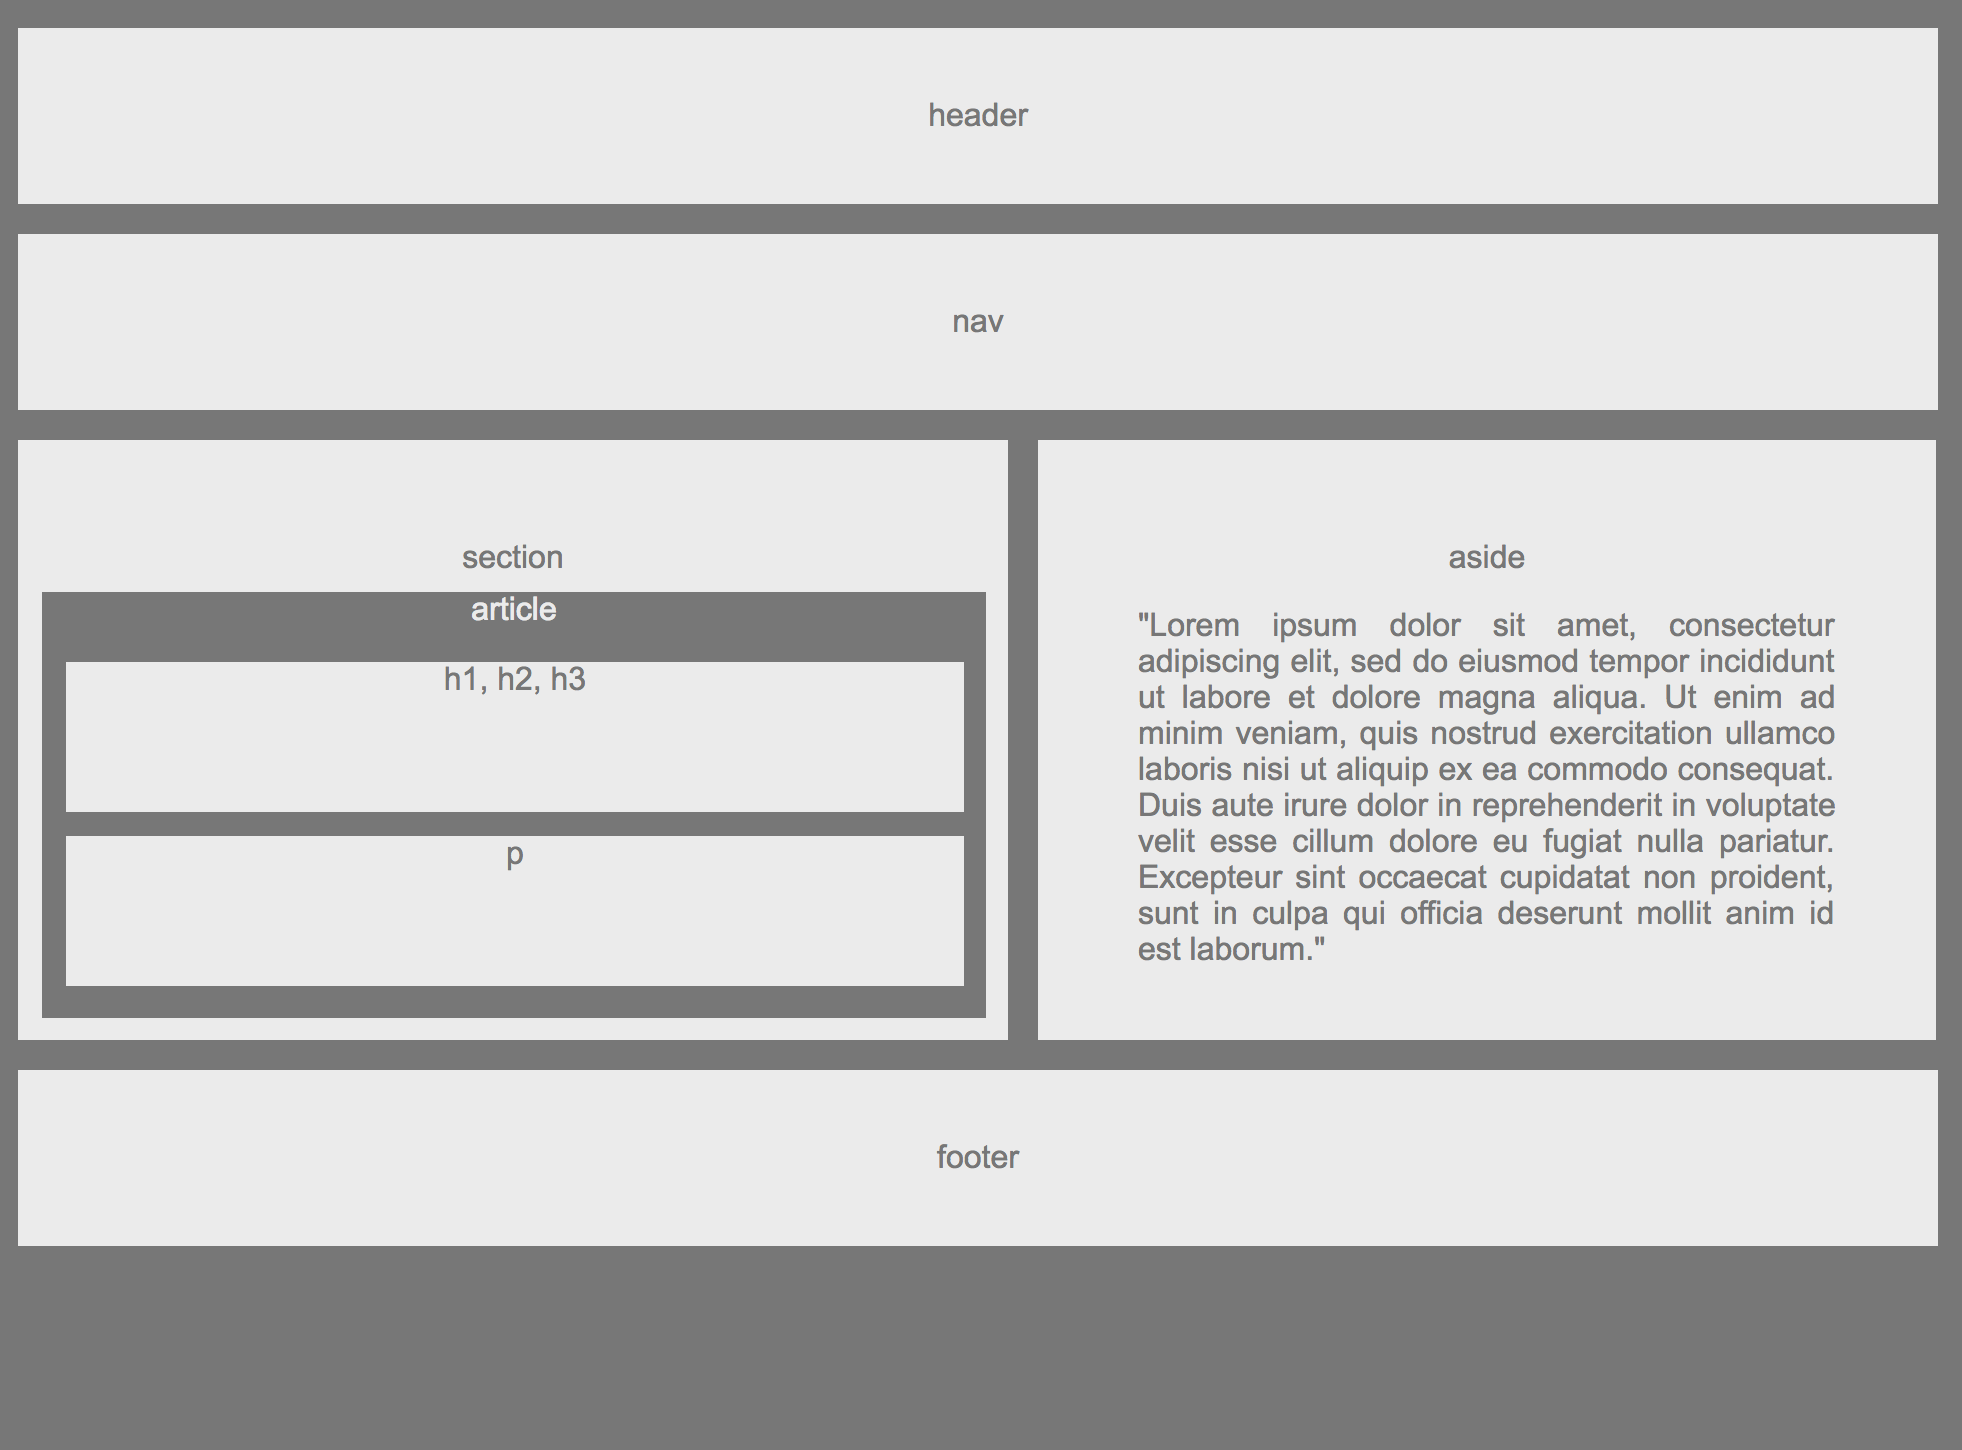 header
nav
section
article
h1, h2, h3
p
aside
"Lorem ipsum dolor sit amet, consectetur
adipiscing elit, sed do eiusmod tempor incididunt
ut labore et dolore magna aliqua. Ut enim ad
minim veniam, quis nostrud exercitation ullamco
laboris nisi ut aliquip ex ea commodo consequat.
Duis aute irure dolor in reprehenderit in voluptate
velit esse cillum dolore eu fugiat nulla pariatur.
Excepteur sint occaecat cupidatat non proident,
sunt in culpa qui officia deserunt mollit anim id
est laborum."
footer